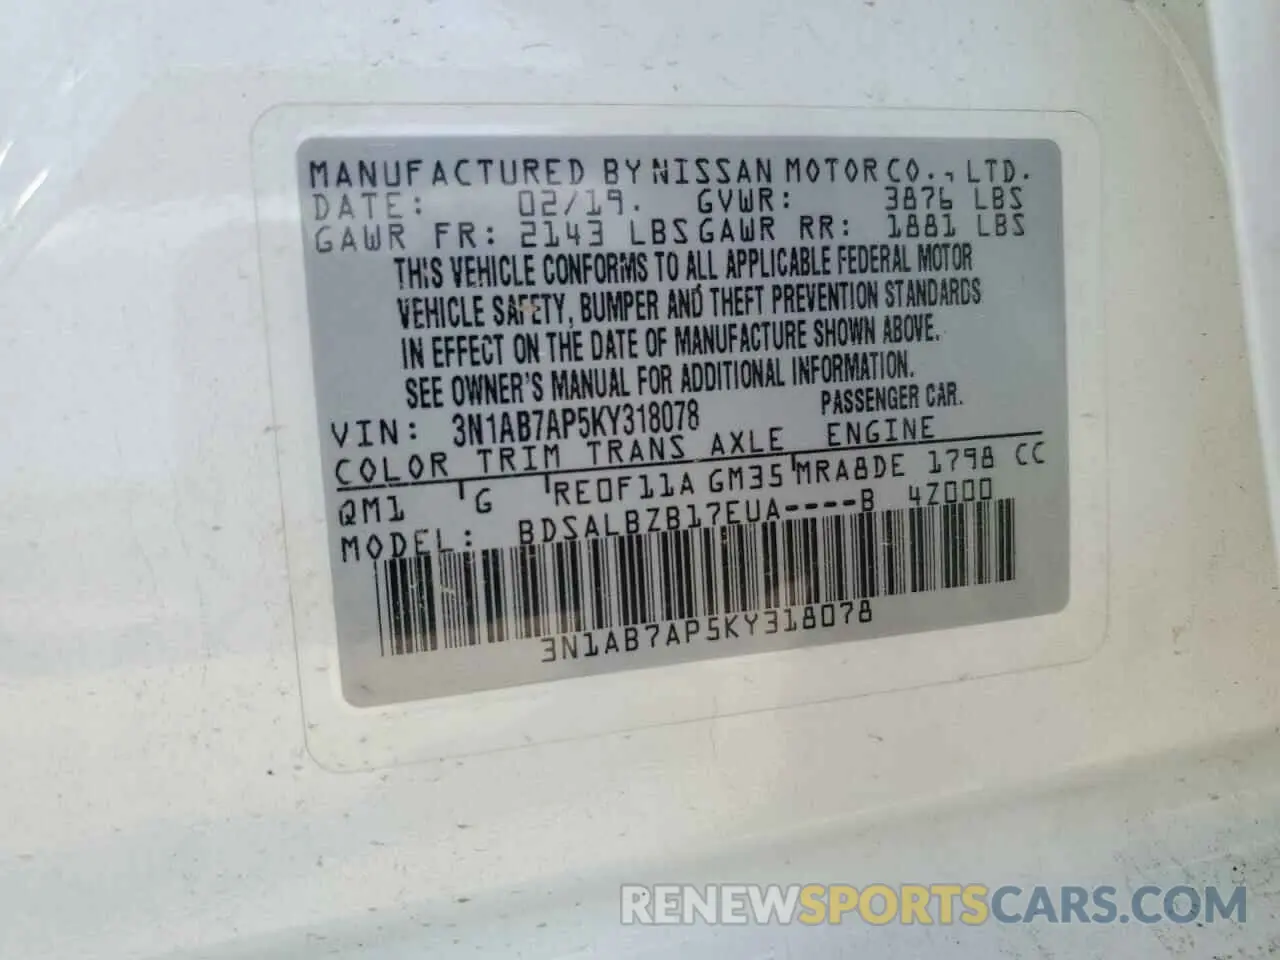 MANUFACTURED BY NISSAN MOTOR CO., LTD.
DATE: 02/19. GVWR: 3876 LBS
GAWR FR: 2143 LBS GAWR RR: 1881 LBS
THIS VEHICLE CONFORMS TO ALL APPLICABLE FEDERAL MOTOR
VEHICLE SAFETY, BUMPER AND THEFT PREVENTION STANDARDS
IN EFFECT ON THE DATE OF MANUFACTURE SHOWN ABOVE.
SEE OWNER'S MANUAL FOR ADDITIONAL INFORMATION.
VIN: 3N1AB7AP5KY318078 PASSENGER CAR.
COLOR TRIM TRANS AXLE ENGINE
QM1 G RE0F11A GM35 MRA8DE 1798 CC
MODEL: BDSALBZB17EUA----B 4Z000
3N1AB7AP5KY318078
RENEWSPORTSCARS.COM